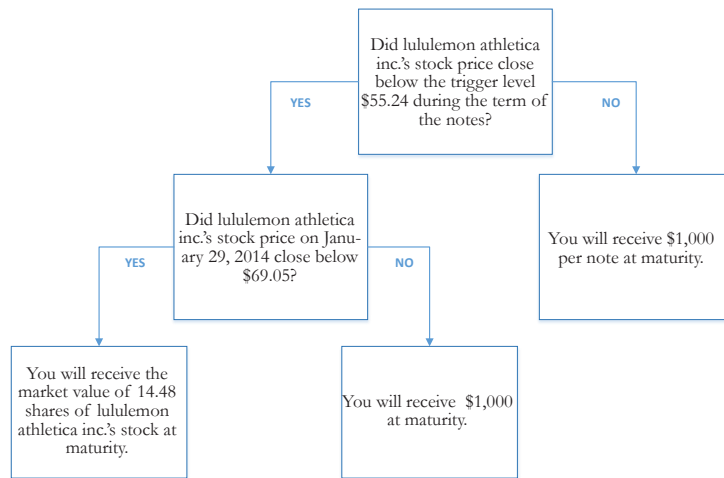 Did lululemon athletica
inc.'s stock price close
below the trigger level
$55.24 during the term of
the notes?
YES
NO
Did lululemon athletica
inc.'s stock price on Janu-
ary 29, 2014 close below
$69.05?
You will receive $1,000
per note at maturity.
YES
NO
You will receive the
market value of 14.48
shares of lululemon
athletica inc.'s stock at
maturity.
You will receive $1,000
at maturity.